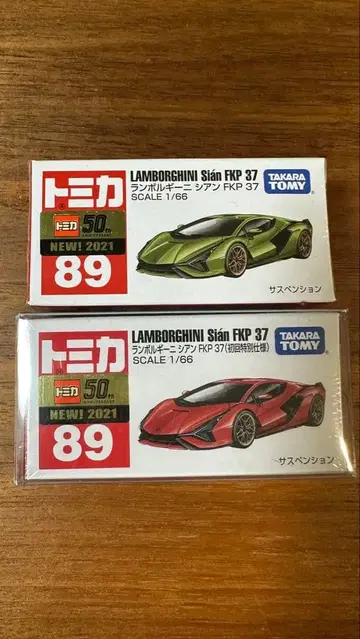 トミカ
トミカ 50th
NEW! 2021
89
LAMBORGHINI Sián FKP 37
ランボルギーニ シアン FKP 37
SCALE 1/66
TAKARA
TOMY
サスペンション
トミカ
トミカ 50th
NEW! 2021
89
LAMBORGHINI Sián FKP 37
ランボルギーニ シアン FKP 37(初回特別仕様)
SCALE 1/66
TAKARA
TOMY
サスペンション